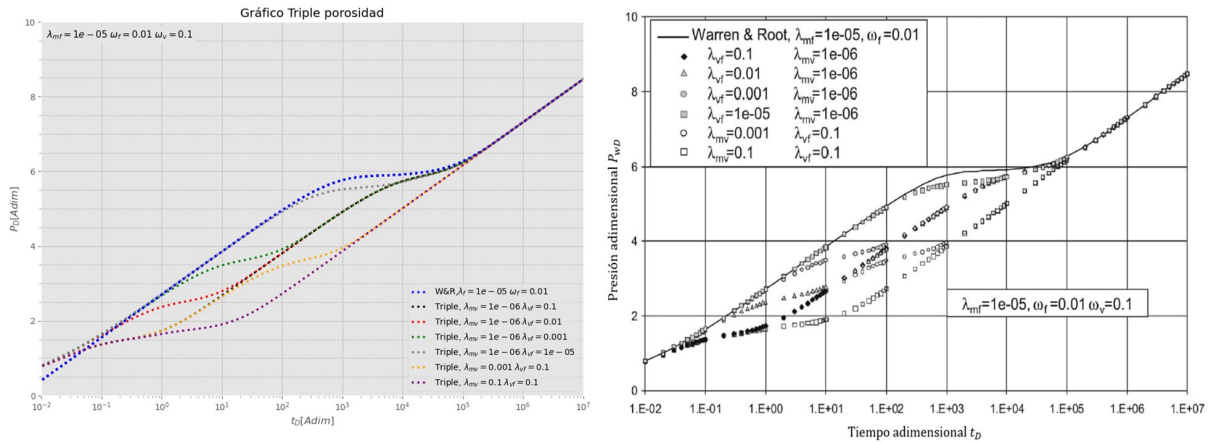 Gráfico Triple porosidad
λmf = 1e − 05 ωf = 0.01 ωv = 0.1
10
8
6
4
2
0
PD[Adim]
10⁻² 10⁻¹ 10⁰ 10¹ 10² 10³ 10⁴ 10⁵ 10⁶ 10⁷
tD[Adim]
W&R,λf = 1e − 05 ωf = 0.01
Triple, λmv = 1e − 06 λvf = 0.1
Triple, λmv = 1e − 06 λvf = 0.01
Triple, λmv = 1e − 06 λvf = 0.001
Triple, λmv = 1e − 06 λvf = 1e − 05
Triple, λmv = 0.001 λvf = 0.1
Triple, λmv = 0.1 λvf = 0.1
Presión adimensional PwD
10
8
6
4
2
0
Warren & Root, λmf=1e-05, ωf=0.01
λvf=0.1 λmv=1e-06
λvf=0.01 λmv=1e-06
λvf=0.001 λmv=1e-06
λvf=1e-05 λmv=1e-06
λmv=0.001 λvf=0.1
λmv=0.1 λvf=0.1
λmf=1e-05, ωf=0.01 ωv=0.1
1.E-02 1.E-01 1.E+00 1.E+01 1.E+02 1.E+03 1.E+04 1.E+05 1.E+06 1.E+07
Tiempo adimensional tD